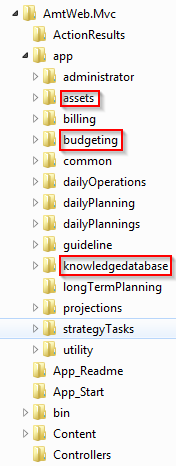 AmtWeb.Mvc
ActionResults
app
administrator
assets
billing
budgeting
common
dailyOperations
dailyPlanning
dailyPlannings
guideline
knowledgedatabase
longTermPlanning
projections
strategyTasks
utility
App_Readme
App_Start
bin
Content
Controllers